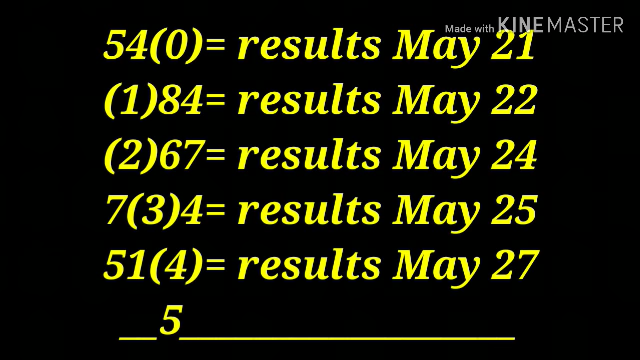 Made with KINEMASTER
54(0)= results May 21
(1)84= results May 22
(2)67= results May 24
7(3)4= results May 25
51(4)= results May 27
__5__________________